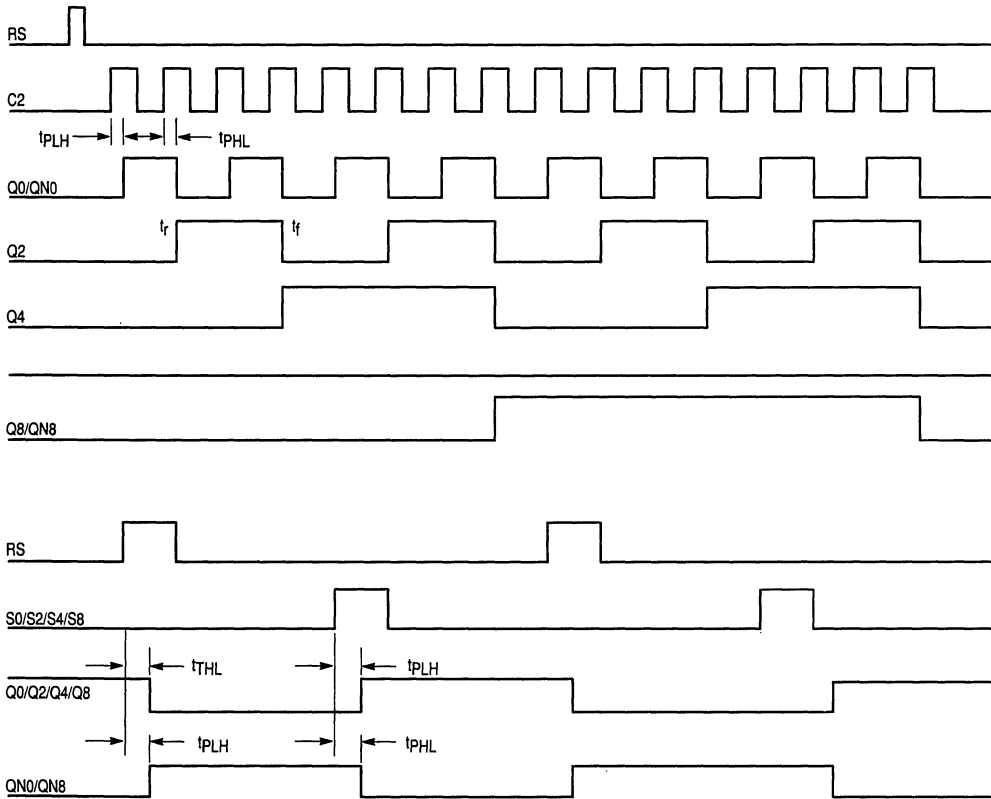 RS
C2
tPLH tPHL
Q0/QN0
tr tf
Q2
Q4
Q8/QN8
RS
S0/S2/S4/S8
tTHL tPLH
Q0/Q2/Q4/Q8
tPLH tPHL
QN0/QN8